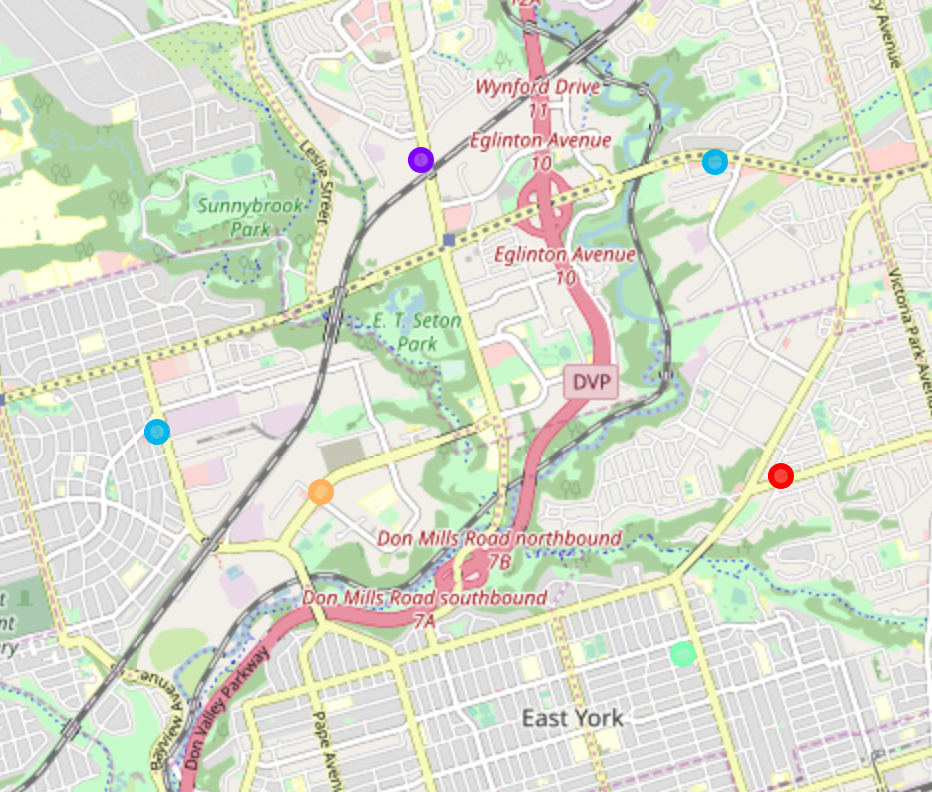 12A
Avenue
Wynford Drive
11
Eglinton Avenue
10
Leslie Street
Sunnybrook
Park
Eglinton Avenue
10
Victoria Park Avenue
E. T. Seton
Park
DVP
Don Mills Road northbound
7B
Don Mills Road southbound
7A
Bayview Avenue
Don Valley Parkway
East York
Pape Avenu